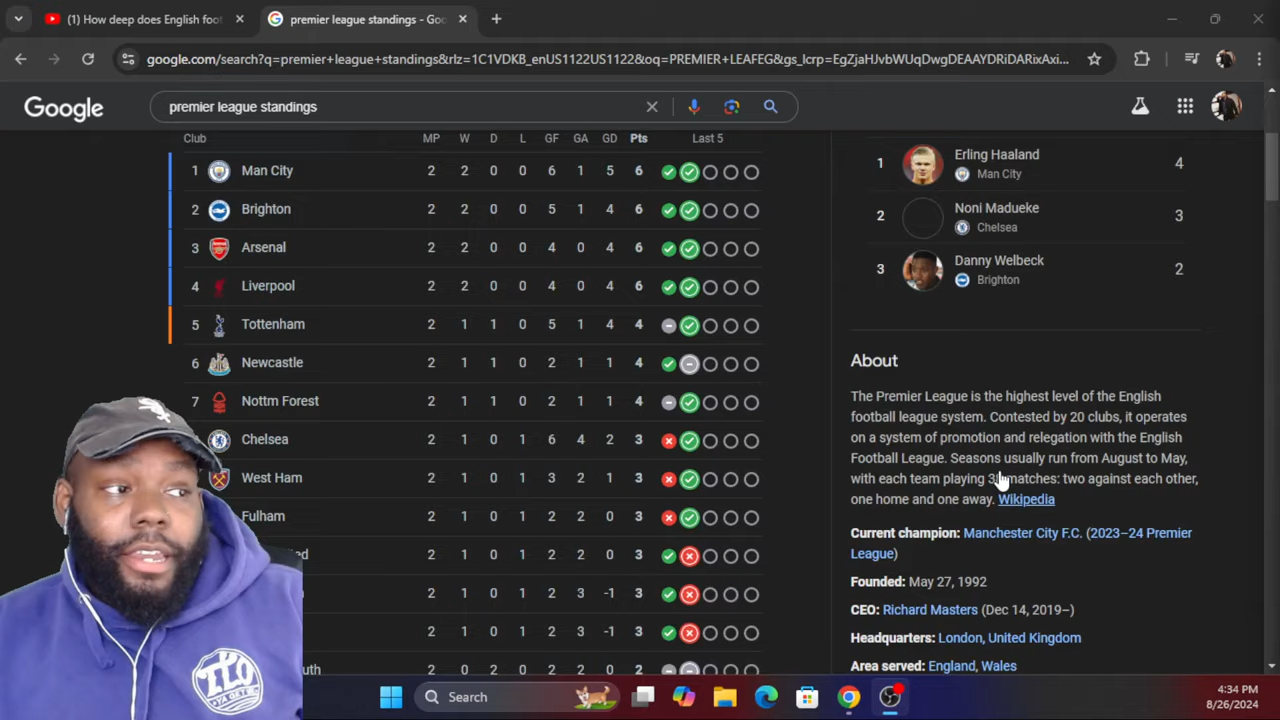 (1) How deep does English foot
premier league standings - Goo
google.com/search?q=premier+league+standings&rlz=1C1VDKB_enUS1122US1122&oq=PREMIER+LEAFEG&gs_lcrp=EgZjaHJvbWUqDwgDEAAYDRiDARixAxi...
Google
premier league standings
Club MP W D L GF GA GD Pts Last 5
1 Man City 2 2 0 0 6 1 5 6
2 Brighton 2 2 0 0 5 1 4 6
3 Arsenal 2 2 0 0 4 0 4 6
4 Liverpool 2 2 0 0 4 0 4 6
5 Tottenham 2 1 1 0 5 1 4 4
6 Newcastle 2 1 1 0 2 1 1 4
7 Nottm Forest 2 1 1 0 2 1 1 4
Chelsea 2 1 0 1 6 4 2 3
West Ham 2 1 0 1 3 2 1 3
Fulham 2 1 0 1 2 2 0 3
ed 2 1 0 1 2 2 0 3
2 1 0 1 2 3 -1 3
2 1 0 1 2 3 -1 3
uth 2 0 2 0 2 2 0 2
1 Erling Haaland 4
Man City
2 Noni Madueke 3
Chelsea
3 Danny Welbeck 2
Brighton
About
The Premier League is the highest level of the English
football league system. Contested by 20 clubs, it operates
on a system of promotion and relegation with the English
Football League. Seasons usually run from August to May,
with each team playing matches: two against each other,
one home and one away. Wikipedia
Current champion: Manchester City F.C. (2023–24 Premier
League)
Founded: May 27, 1992
CEO: Richard Masters (Dec 14, 2019–)
Headquarters: London, United Kingdom
Area served: England, Wales
TLO
Search
4:34 PM
8/26/2024